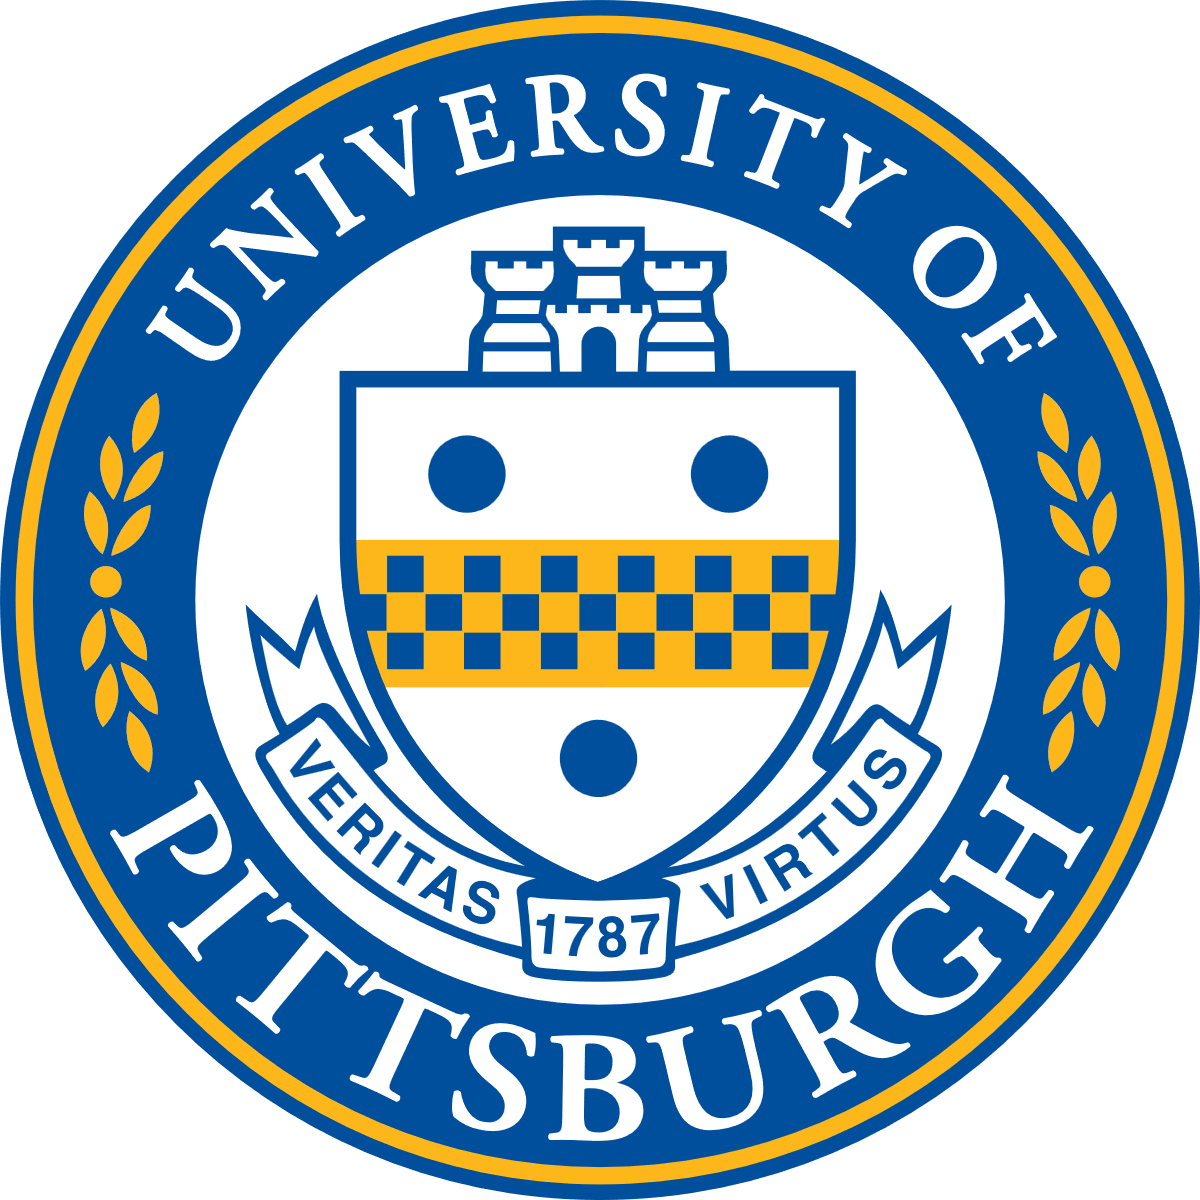 UNIVERSITY OF
PITTSBURGH
VERITAS
1787
VIRTUS